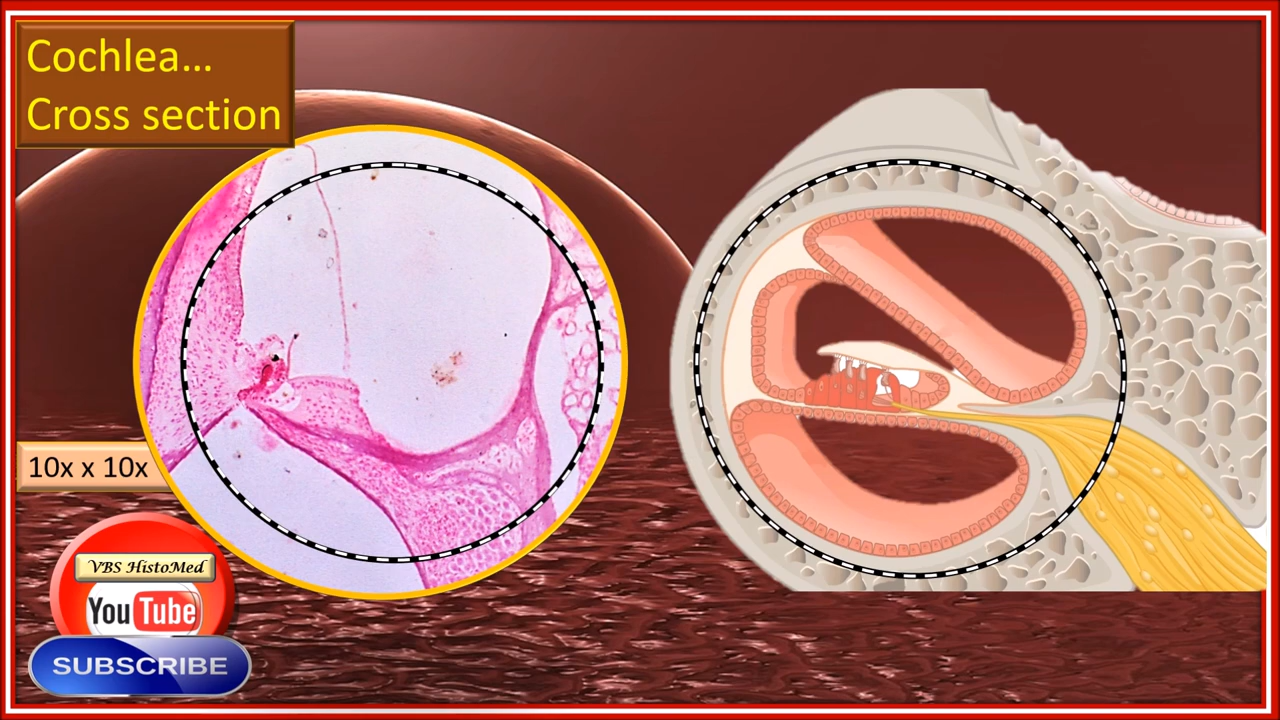 Cochlea...
Cross section
10x x 10x
VBS HistoMed
YouTube
SUBSCRIBE